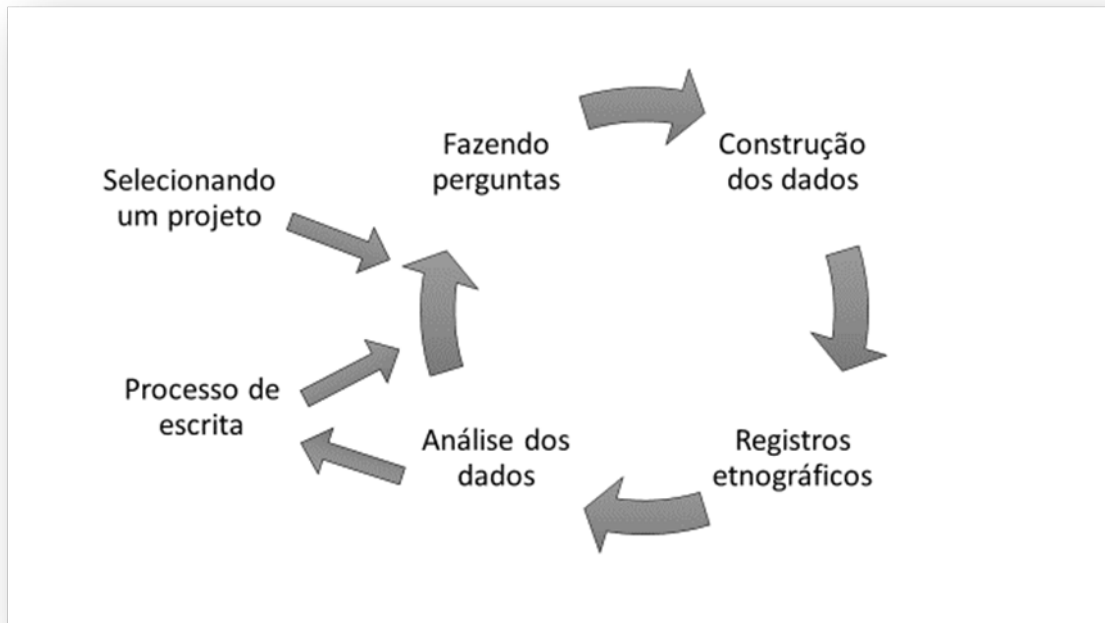 Fazendo
perguntas
Construção
dos dados
Selecionando
um projeto
Processo de
escrita
Análise dos
dados
Registros
etnográficos